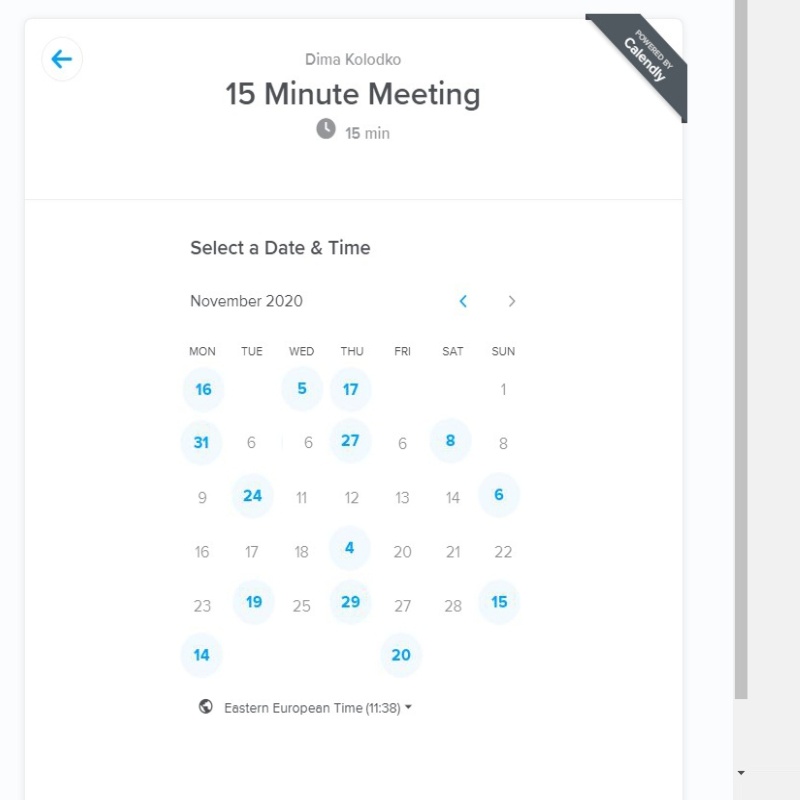 Dima Kolodko
POWERED BY
Calendly
15 Minute Meeting
15 min
Select a Date & Time
November 2020
MON TUE WED THU FRI SAT SUN
16 5 17 1
31 6 6 27 6 8 8
9 24 11 12 13 14 6
16 17 18 4 20 21 22
23 19 25 29 27 28 15
14 20
Eastern European Time (11:38)